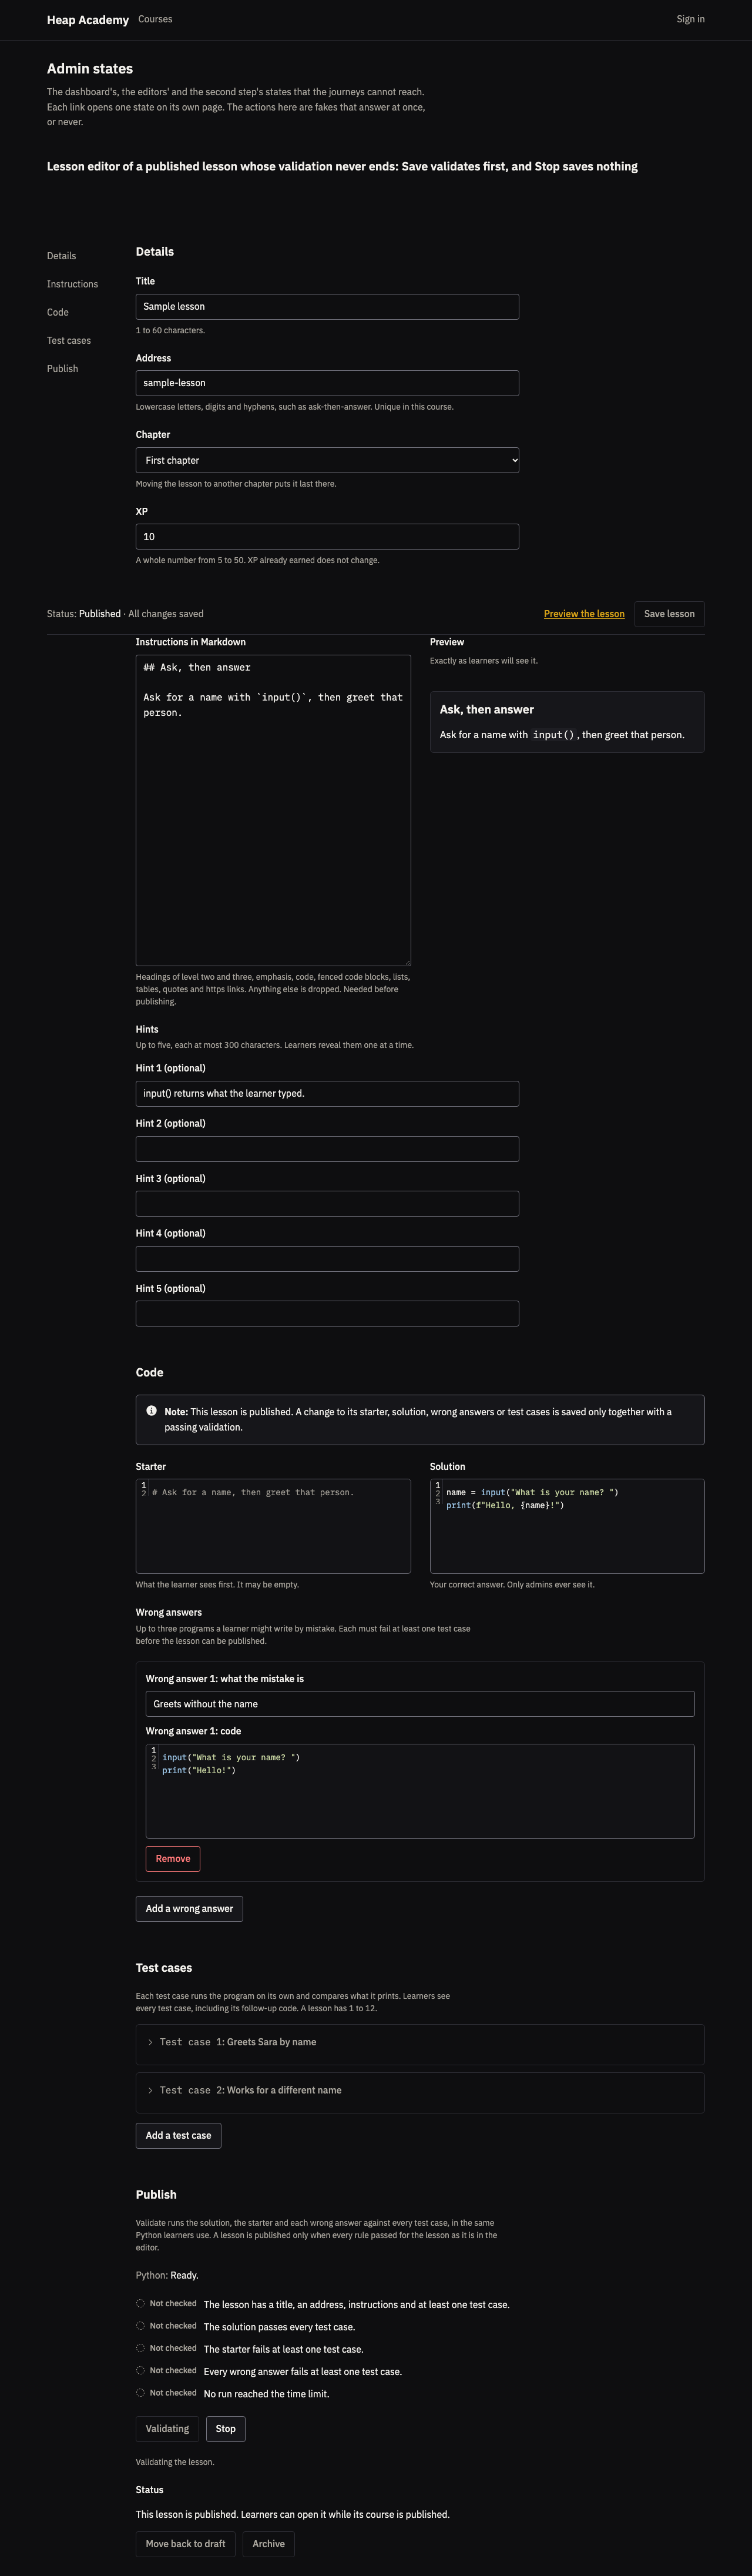 Heap Academy
Courses
Sign in
Admin states
The dashboard's, the editors' and the second step's states that the journeys cannot reach.
Each link opens one state on its own page. The actions here are fakes that answer at once,
or never.
Lesson editor of a published lesson whose validation never ends: Save validates first, and Stop saves nothing
Details
Instructions
Code
Test cases
Publish
Details
Title
Sample lesson
1 to 60 characters.
Address
sample-lesson
Lowercase letters, digits and hyphens, such as ask-then-answer. Unique in this course.
Chapter
First chapter
Moving the lesson to another chapter puts it last there.
XP
10
A whole number from 5 to 50. XP already earned does not change.
Status: Published · All changes saved
Preview the lesson
Save lesson
Instructions in Markdown
## Ask, then answer
Ask for a name with `input()`, then greet that
person.
Preview
Exactly as learners will see it.
Ask, then answer
Ask for a name with input(), then greet that person.
Headings of level two and three, emphasis, code, fenced code blocks, lists,
tables, quotes and https links. Anything else is dropped. Needed before
publishing.
Hints
Up to five, each at most 300 characters. Learners reveal them one at a time.
Hint 1 (optional)
input() returns what the learner typed.
Hint 2 (optional)
Hint 3 (optional)
Hint 4 (optional)
Hint 5 (optional)
Code
Note: This lesson is published. A change to its starter, solution, wrong answers or test cases is saved only together with a
passing validation.
Starter
1
2 # Ask for a name, then greet that person.
What the learner sees first. It may be empty.
Solution
1
2 name = input("What is your name? ")
3 print(f"Hello, {name}!")
Your correct answer. Only admins ever see it.
Wrong answers
Up to three programs a learner might write by mistake. Each must fail at least one test case
before the lesson can be published.
Wrong answer 1: what the mistake is
Greets without the name
Wrong answer 1: code
1
2 input("What is your name? ")
3 print("Hello!")
Remove
Add a wrong answer
Test cases
Each test case runs the program on its own and compares what it prints. Learners see
every test case, including its follow-up code. A lesson has 1 to 12.
Test case 1: Greets Sara by name
Test case 2: Works for a different name
Add a test case
Publish
Validate runs the solution, the starter and each wrong answer against every test case, in the same
Python learners use. A lesson is published only when every rule passed for the lesson as it is in the
editor.
Python: Ready.
Not checked The lesson has a title, an address, instructions and at least one test case.
Not checked The solution passes every test case.
Not checked The starter fails at least one test case.
Not checked Every wrong answer fails at least one test case.
Not checked No run reached the time limit.
Validating
Stop
Validating the lesson.
Status
This lesson is published. Learners can open it while its course is published.
Move back to draft
Archive